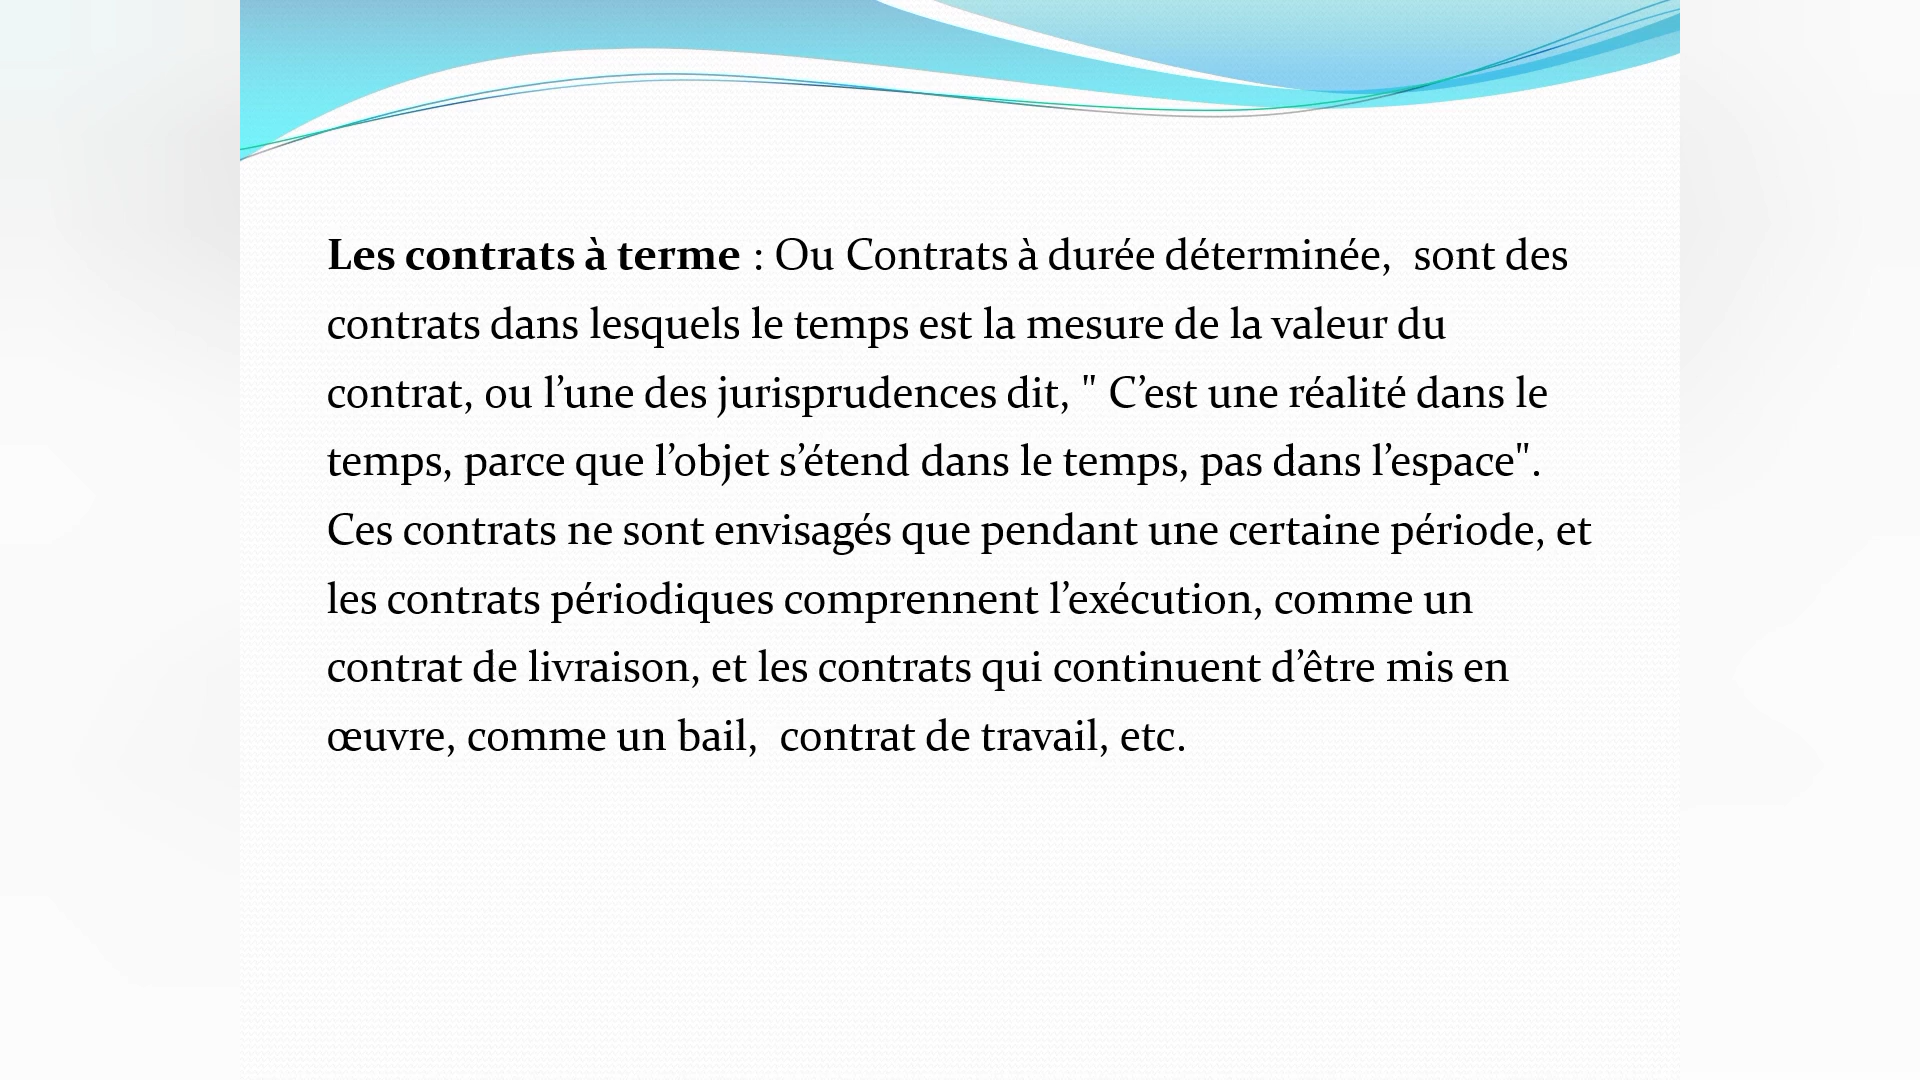 Les contrats à terme : Ou Contrats à durée déterminée,  sont des
contrats dans lesquels le temps est la mesure de la valeur du
contrat, ou l’une des jurisprudences dit, " C’est une réalité dans le
temps, parce que l’objet s’étend dans le temps, pas dans l’espace".
Ces contrats ne sont envisagés que pendant une certaine période, et
les contrats périodiques comprennent l’exécution, comme un
contrat de livraison, et les contrats qui continuent d’être mis en
œuvre, comme un bail,  contrat de travail, etc.